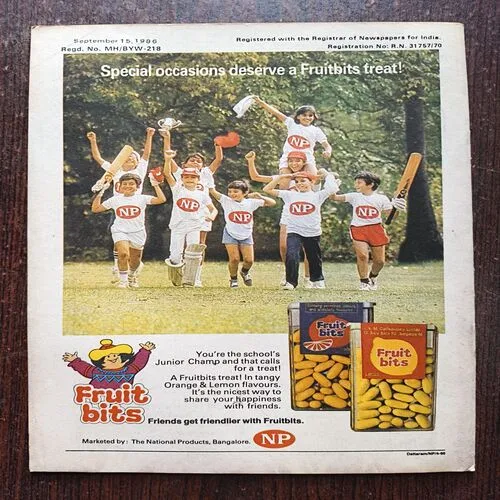 September 15, 1986
Registered with the Registrar of Newspapers for India.
Regd. No. MH/BYW-218
Registration No: R.N. 31757/70
Special occasions deserve a Fruitbits treat!
NP
NP
NP
NP
NP
NP
Fruit
bits
Fruit
bits
Fruit
bits
You're the school's
Junior Champ and that calls
for a treat!
A Fruitbits treat! In tangy
Orange & Lemon flavours.
It's the nicest way to
share your happiness
with friends.
Friends get friendlier with Fruitbits.
Marketed by: The National Products, Bangalore.
NP